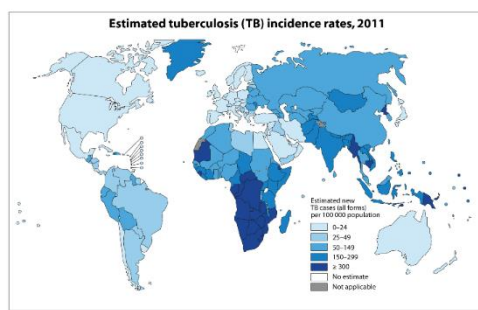 Estimated tuberculosis (TB) incidence rates, 2011
Estimated new
TB cases (all forms)
per 100 000 population
0–24
25–49
50–149
150–299
≥ 300
No estimate
Not applicable